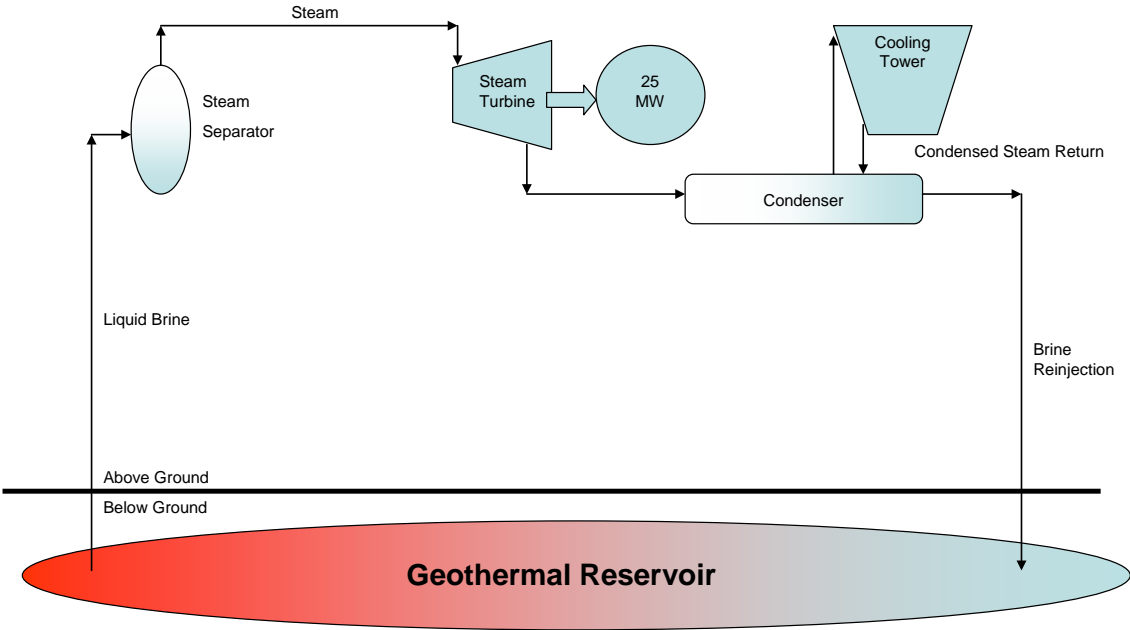 Steam
Cooling
Tower
Steam
Turbine
25
MW
Steam
Separator
Condensed Steam Return
Condenser
Liquid Brine
Brine
Reinjection
Above Ground
Below Ground
Geothermal Reservoir